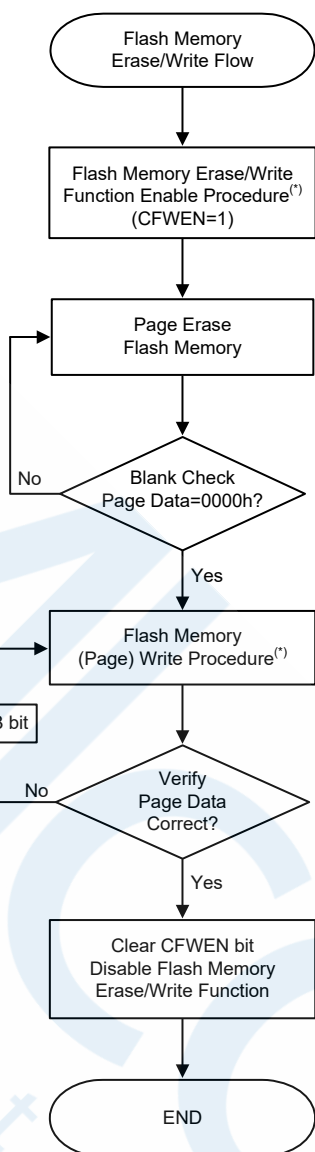 Flash Memory
Erase/Write Flow
Flash Memory Erase/Write
Function Enable Procedure(*)
(CFWEN=1)
Page Erase
Flash Memory
No
Blank Check
Page Data=0000h?
Yes
Flash Memory
(Page) Write Procedure(*)
bit
No
Verify
Page Data
Correct?
Yes
Clear CFWEN bit
Disable Flash Memory
Erase/Write Function
END